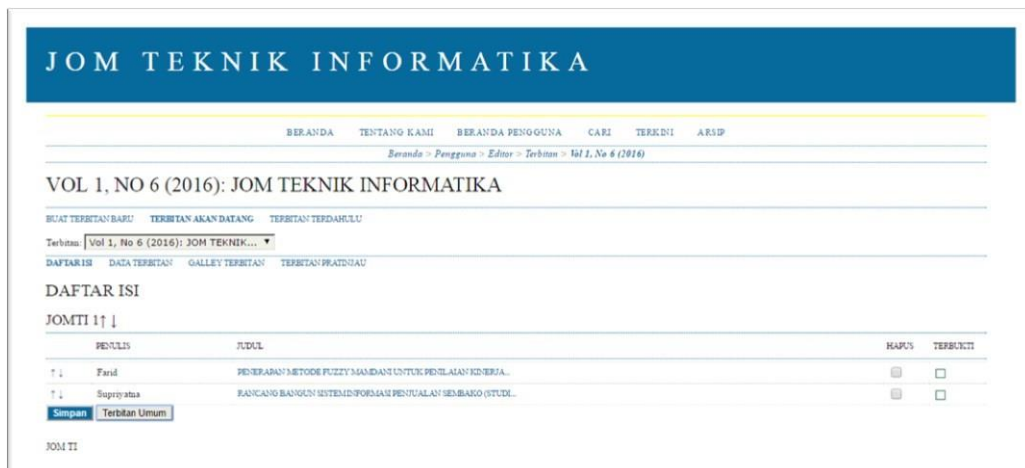 JOM TEKNIK INFORMATIKA
BERANDA TENTANG KAMI BERANDA PENGGUNA CARI TERKINI ARSIP
Beranda > Pengguna > Editor > Terbitan > Vol 1, No 6 (2016)
VOL 1, NO 6 (2016): JOM TEKNIK INFORMATIKA
BUAT TERBITAN BARU TERBITAN AKAN DATANG TERBITAN TERDAHULU
Terbitan: Vol 1, No 6 (2016): JOM TEKNIK... ▼
DAFTAR ISI DATA TERBITAN GALLEY TERBITAN TERBITAN PRATINJAU
DAFTAR ISI
JOMTI 1↑ ↓
PENULIS JUDUL HAPUS TERBUKTI
↑ ↓ Farid PENERAPAN METODE FUZZY MAMDANI UNTUK PENILAIAN KINERJA...
↑ ↓ Supriyatna RANCANG BANGUN SISTEM INFORMASI PENJUALAN SEMBAKO (STUDI...
Simpan Terbitan Umum
JOM TI